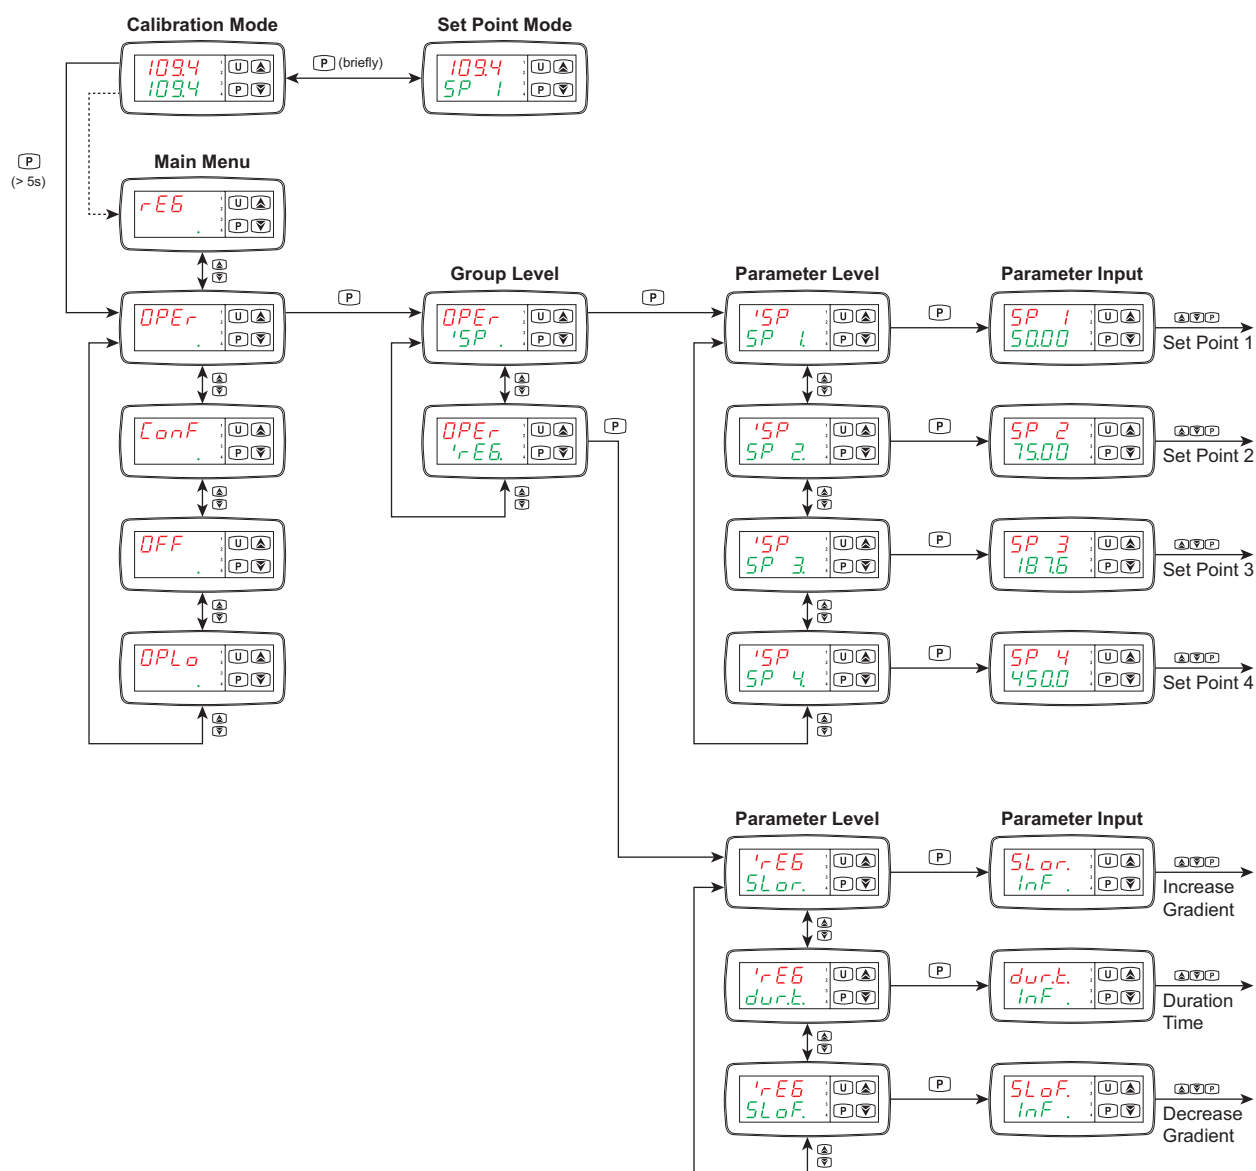 Calibration Mode
Set Point Mode
109.4
109.4
U
P
P (briefly)
109.4
SP 1
U
P
P
(> 5s)
Main Menu
rEG
.
U
P
Group Level
Parameter Level
Parameter Input
OPEr
.
U
P
P
OPEr
'SP .
U
P
P
'SP
SP 1.
U
P
P
SP 1
50.00
U
P
P
Set Point 1
ConF
.
U
P
OPEr
'rEG.
U
P
P
'SP
SP 2.
U
P
P
SP 2
75.00
U
P
P
Set Point 2
OFF
.
U
P
'SP
SP 3.
U
P
P
SP 3
187.6
U
P
P
Set Point 3
OPLo
.
U
P
'SP
SP 4.
U
P
P
SP 4
450.0
U
P
P
Set Point 4
Parameter Level
Parameter Input
'rEG
SLor.
U
P
P
SLor.
InF .
U
P
P
Increase
Gradient
'rEG
dur.t.
U
P
P
dur.t.
InF .
U
P
P
Duration
Time
'rEG
SLoF.
U
P
P
SLoF.
InF .
U
P
P
Decrease
Gradient